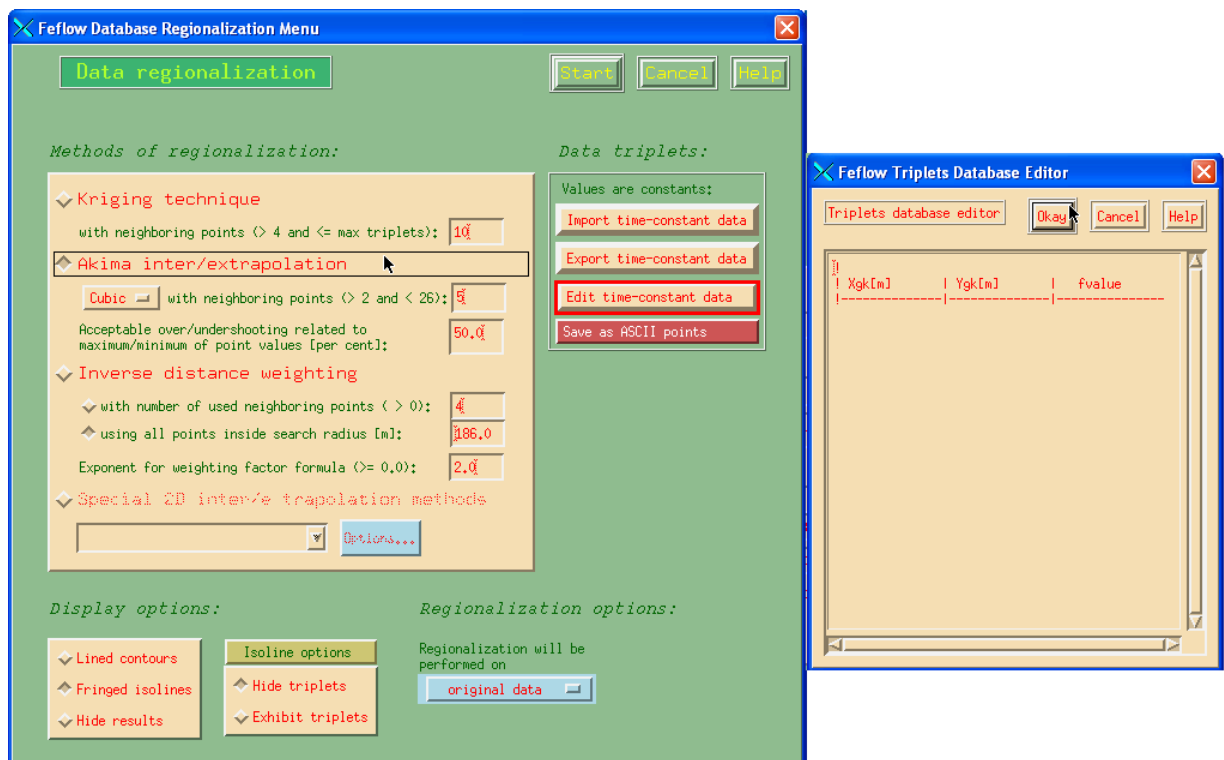 Feflow Database Regionalization Menu
Data regionalization
Start
Cancel
Help
Methods of regionalization:
Kriging technique
with neighboring points (> 4 and <= max triplets): 10
Akima inter/extrapolation
Cubic with neighboring points (> 2 and < 26): 5
Acceptable over/undershooting related to
maximum/minimum of point values [per cent]: 50.0
Inverse distance weighting
with number of used neighboring points ( > 0): 4
using all points inside search radius [m]: 186.0
Exponent for weighting factor formula (>= 0.0): 2.0
Special 2D inter/e trapolation methods
Options...
Data triplets:
Values are constants:
Import time-constant data
Export time-constant data
Edit time-constant data
Save as ASCII points
Display options:
Lined contours
Fringed isolines
Hide results
Isoline options
Hide triplets
Exhibit triplets
Regionalization options:
Regionalization will be
performed on
original data
Feflow Triplets Database Editor
Triplets database editor
Okay
Cancel
Help
!
! Xgk[m] | Ygk[m] | fvalue
!--------------|--------------|---------------